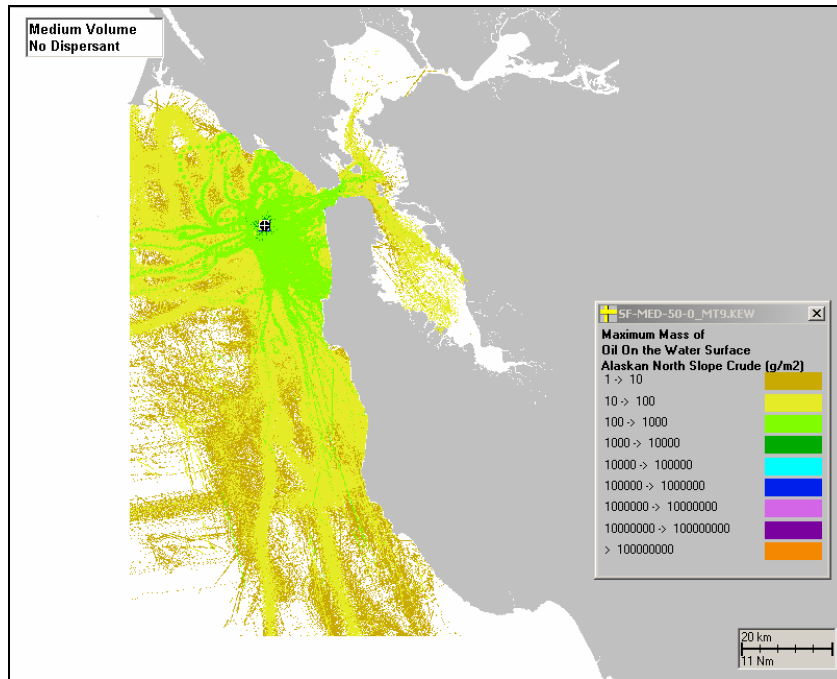 Medium Volume
No Dispersant
SF-MED-50-0_MT9.KEW
Maximum Mass of
Oil On the Water Surface
Alaskan North Slope Crude (g/m2)
1 -> 10
10 -> 100
100 -> 1000
1000 -> 10000
10000 -> 100000
100000 -> 1000000
1000000 -> 10000000
10000000 -> 100000000
> 100000000
20 km
11 Nm